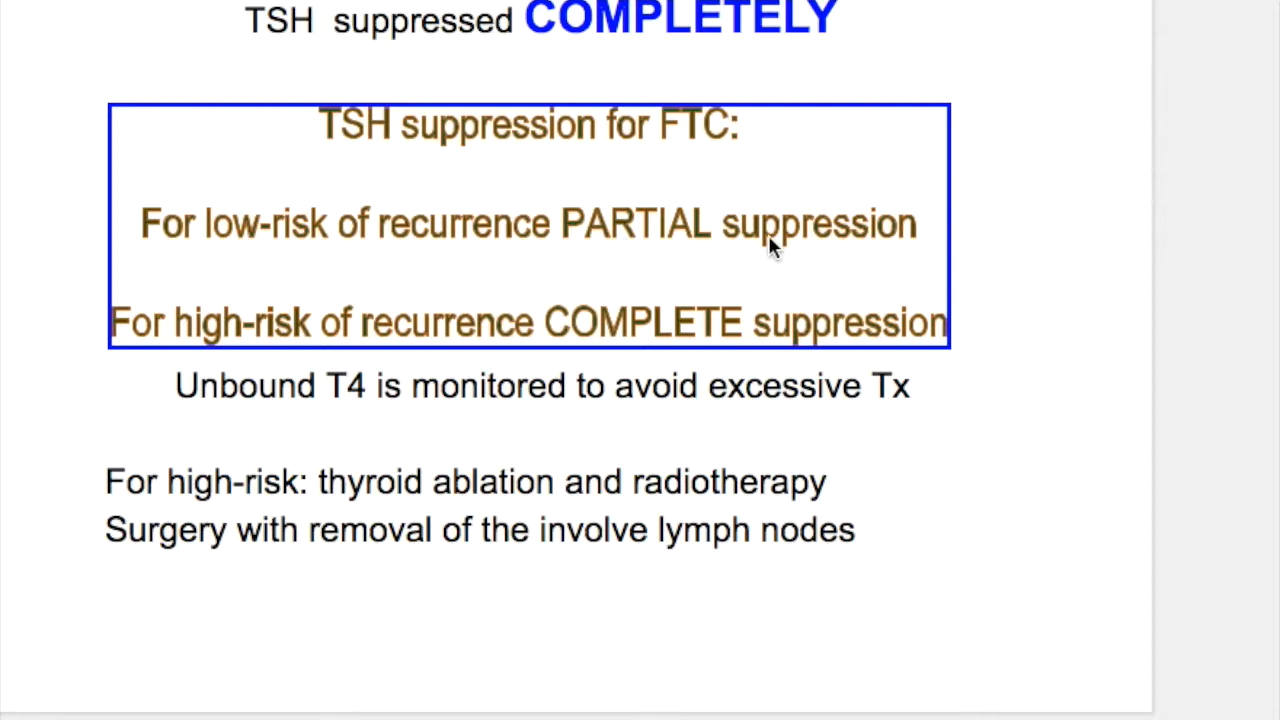 TSH suppressed COMPLETELY
TSH suppression for FTC:
For low-risk of recurrence PARTIAL suppression
For high-risk of recurrence COMPLETE suppression
Unbound T4 is monitored to avoid excessive Tx
For high-risk: thyroid ablation and radiotherapy
Surgery with removal of the involve lymph nodes